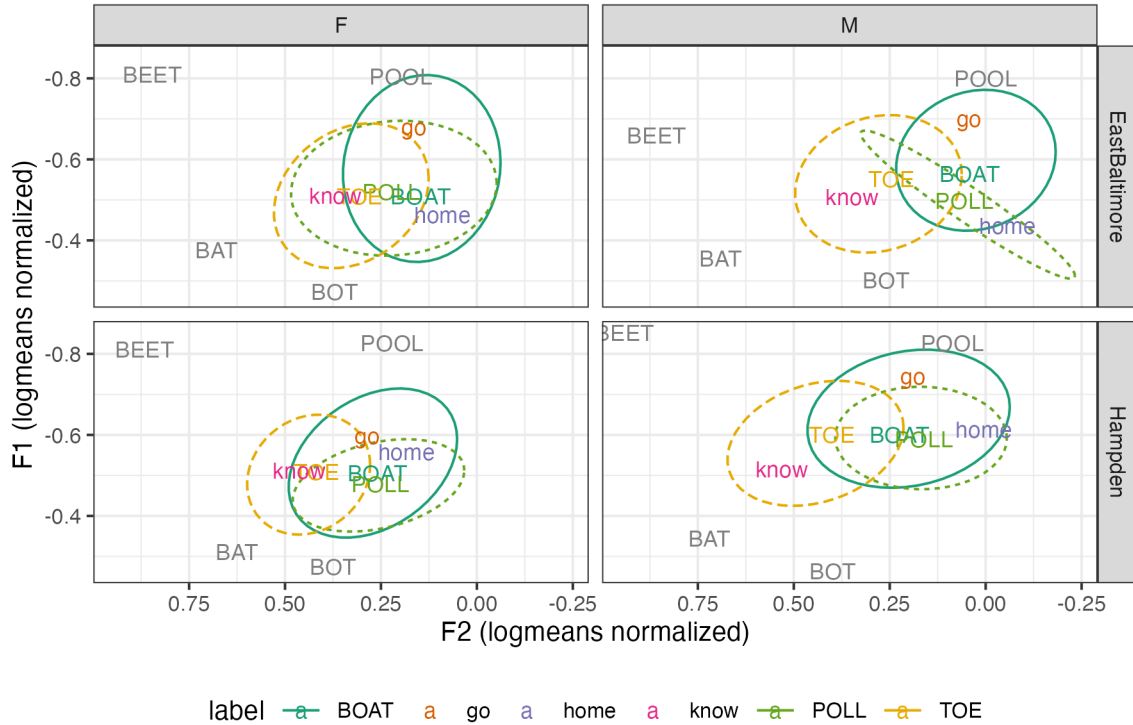 F M
-0.8 -0.6 -0.4
F1 (logmeans normalized)
BEET POOL go know TOE POLL BOAT home BAT BOT
BEET POOL go TOE BOAT know POLL home BAT BOT
EastBaltimore
-0.8 -0.6 -0.4
BEET POOL go home know TOE BOAT POLL BAT BOT
BEET POOL go home TOE BOAT POLL know BAT BOT
Hampden
0.75 0.50 0.25 0.00 -0.25 0.75 0.50 0.25 0.00 -0.25
F2 (logmeans normalized)
label a BOAT a go a home a know a POLL a TOE